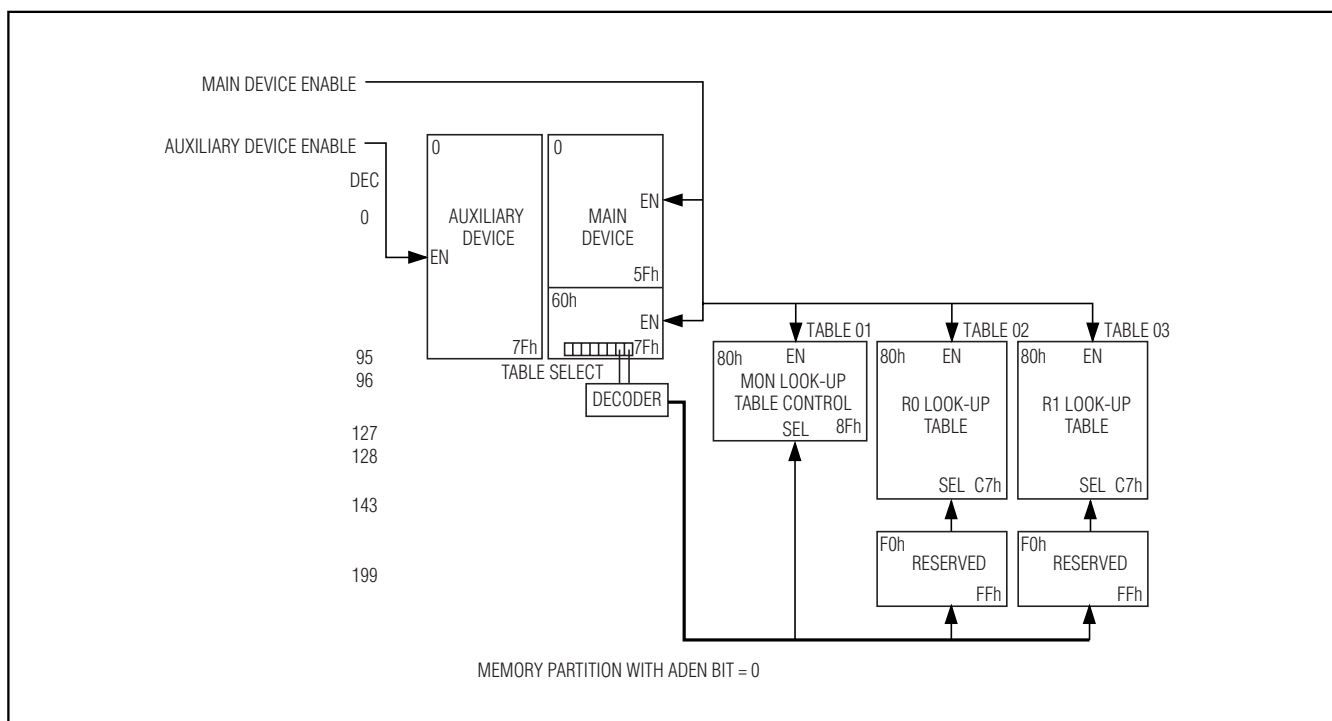 MAIN DEVICE ENABLE
AUXILIARY DEVICE ENABLE
DEC
0
95
96
127
128
143
199
0
AUXILIARY
DEVICE
EN
7Fh
0
EN
MAIN
DEVICE
5Fh
60h
EN
7Fh
TABLE SELECT
DECODER
TABLE 01
80h
EN
MON LOOK-UP
TABLE CONTROL
SEL
8Fh
TABLE 02
80h
EN
R0 LOOK-UP
TABLE
SEL C7h
F0h
RESERVED
FFh
TABLE 03
80h
EN
R1 LOOK-UP
TABLE
SEL C7h
F0h
RESERVED
FFh
MEMORY PARTITION WITH ADEN BIT = 0